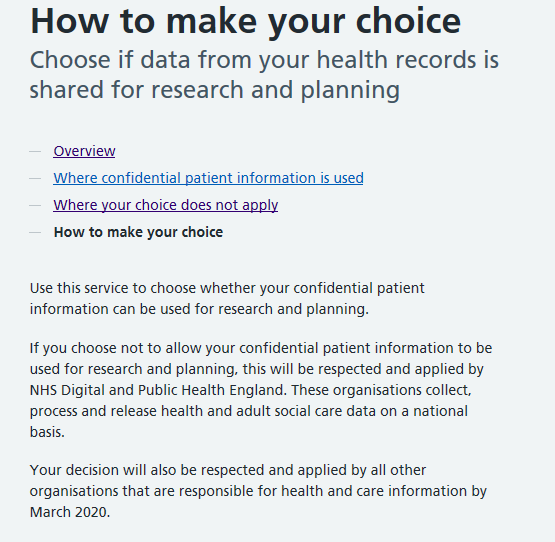 How to make your choice
Choose if data from your health records is
shared for research and planning
— Overview
— Where confidential patient information is used
— Where your choice does not apply
— How to make your choice
Use this service to choose whether your confidential patient
information can be used for research and planning.
If you choose not to allow your confidential patient information to be
used for research and planning, this will be respected and applied by
NHS Digital and Public Health England. These organisations collect,
process and release health and adult social care data on a national
basis.
Your decision will also be respected and applied by all other
organisations that are responsible for health and care information by
March 2020.